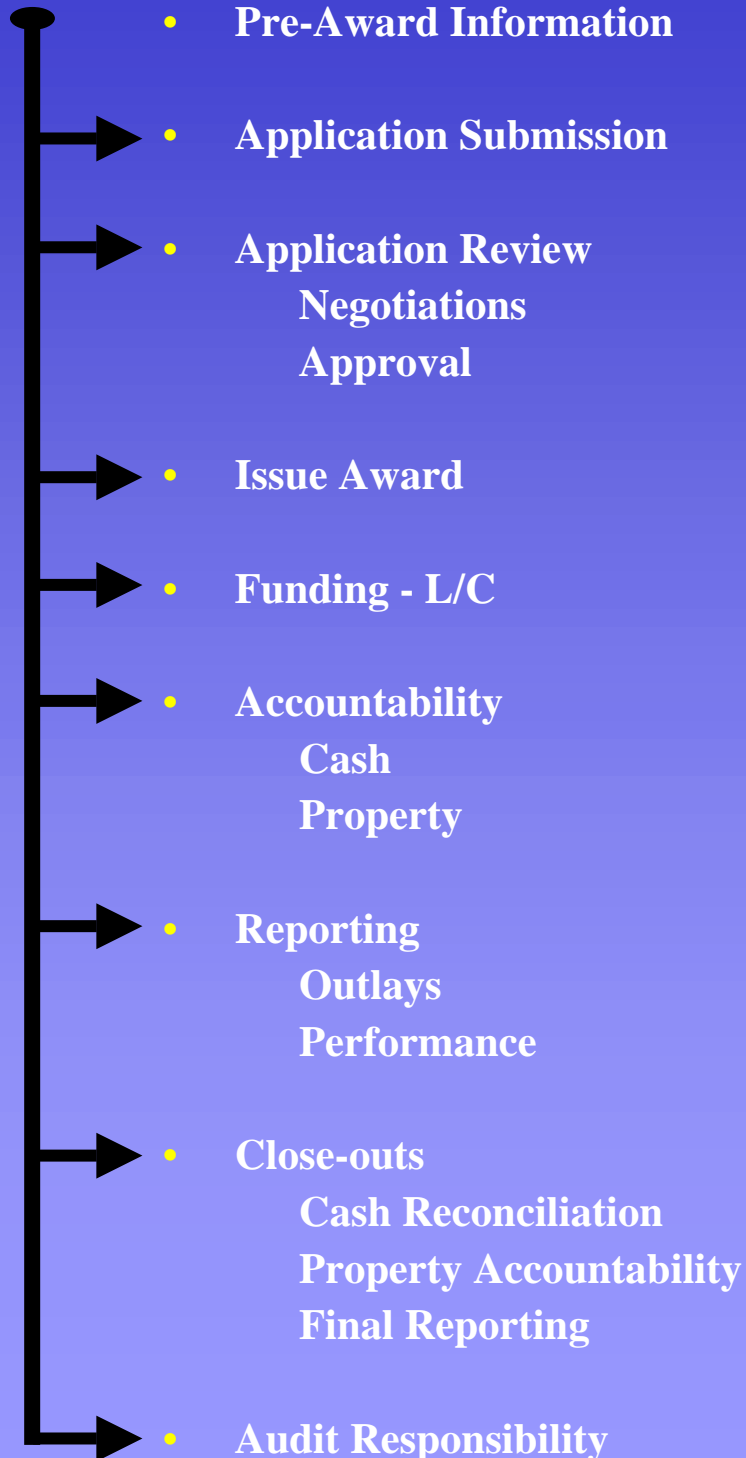 • Pre-Award Information
• Application Submission
• Application Review
Negotiations
Approval
• Issue Award
• Funding - L/C
• Accountability
Cash
Property
• Reporting
Outlays
Performance
• Close-outs
Cash Reconciliation
Property Accountability
Final Reporting
• Audit Responsibility